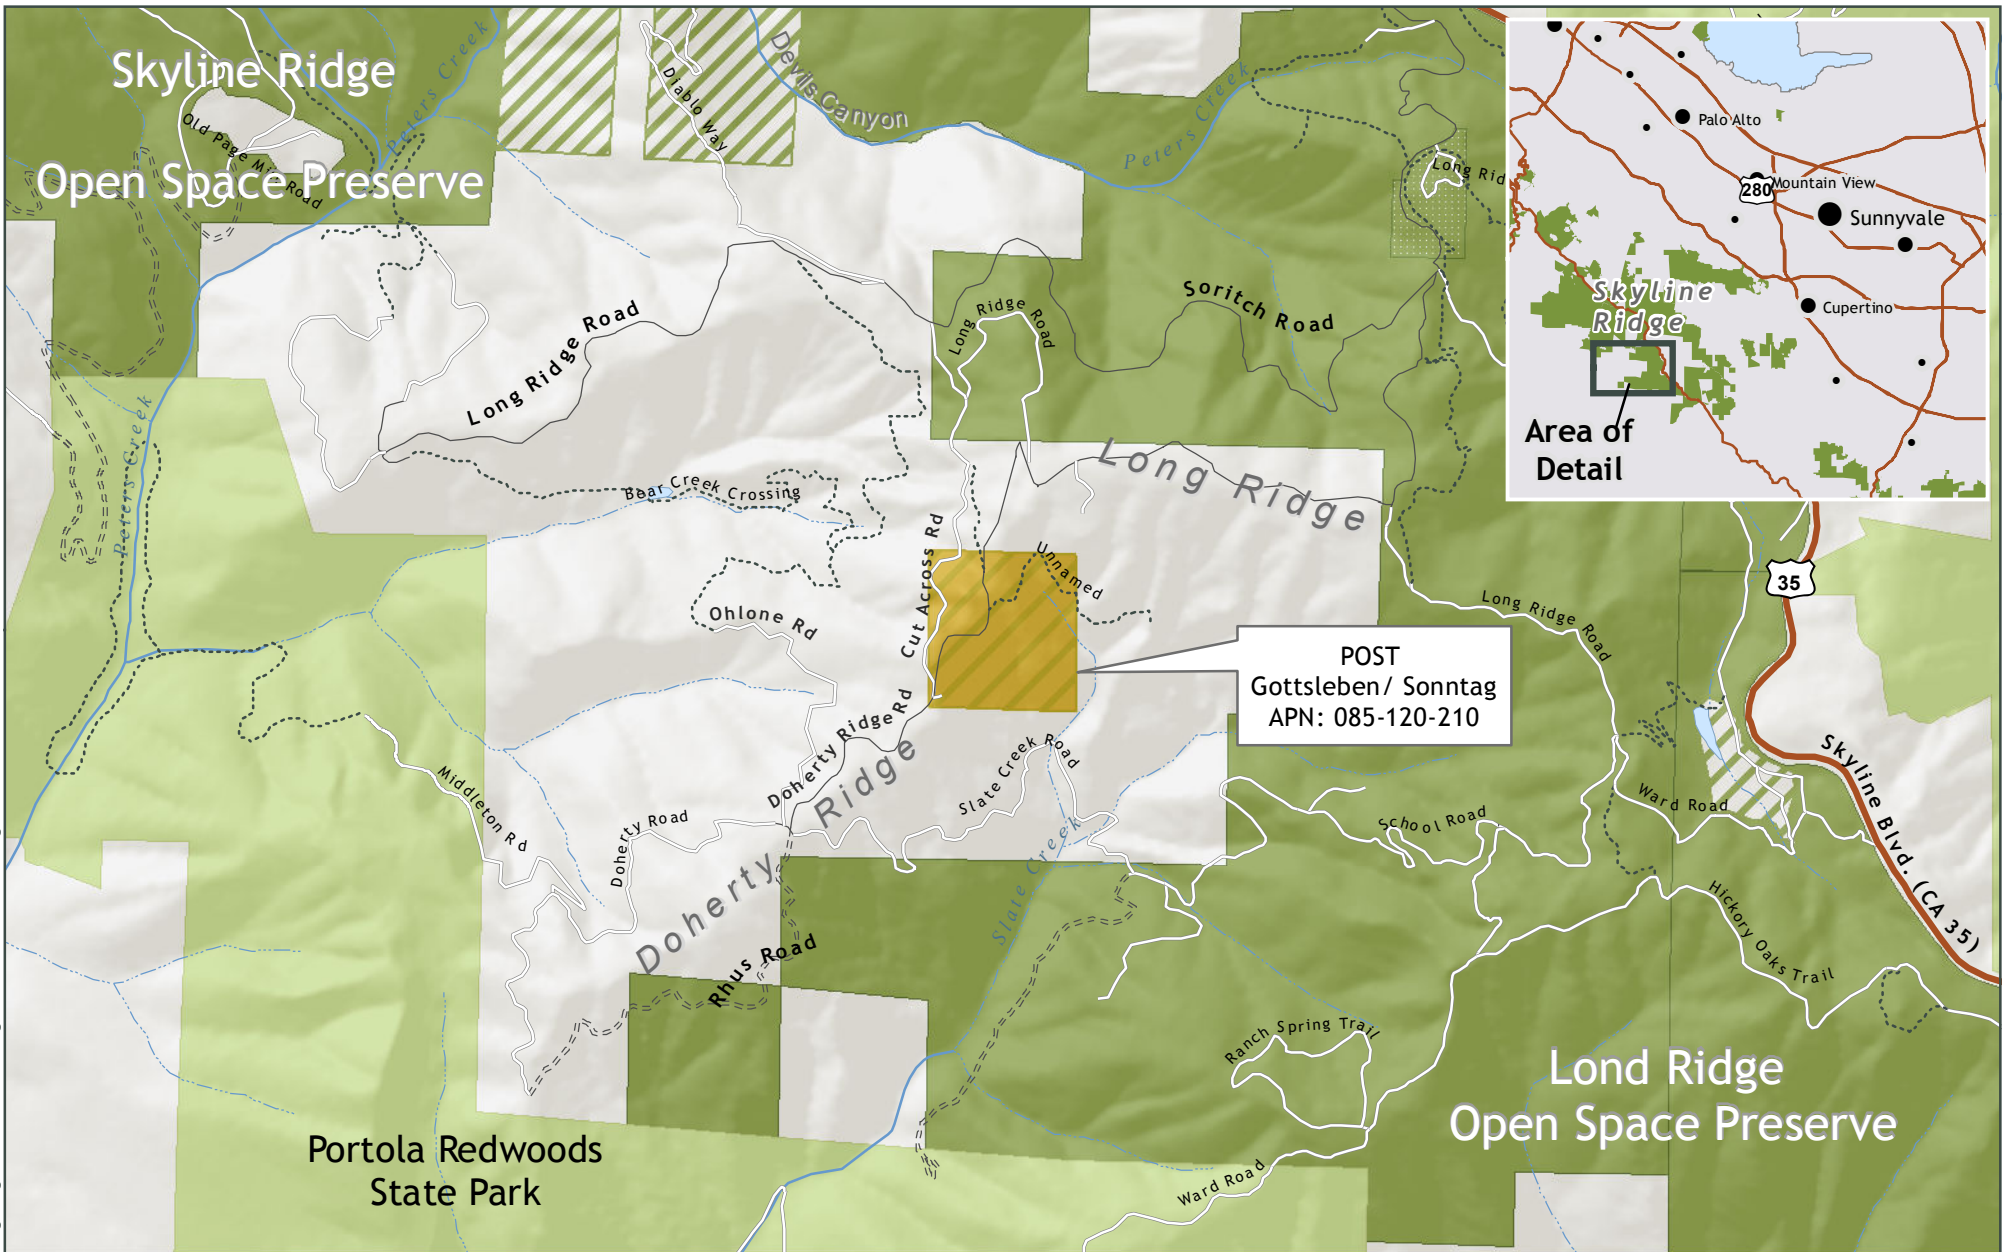 Skyline Ridge
Open Space Preserve
Old Page Mill Road
Peters Creek
Diablo Way
Devils Canyon
Peters Creek
Long Rid
Palo Alto
280
Mountain View
Sunnyvale
Cupertino
Skyline
Ridge
Area of
Detail
Long Ridge Road
Long Ridge Road
Soritch Road
Peters Creek
Bear Creek Crossing
Long Ridge
Cut Across Rd
Unnamed
Ohlone Rd
POST
Gottsleben/ Sonntag
APN: 085-120-210
Long Ridge Road
35
Doherty Ridge Rd
Doherty Ridge
Slate Creek Road
Middleton Rd
Doherty Road
Slate Creek
School Road
Ward Road
Skyline Blvd. (CA 35)
Hickory Oaks Trail
Rhus Road
Ranch Spring Trail
Lond Ridge
Open Space Preserve
Portola Redwoods
State Park
Ward Road